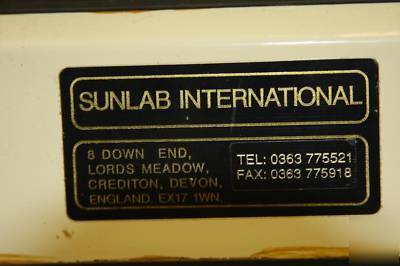 SUNLAB INTERNATIONAL
8 DOWN END,
LORDS MEADOW,
CREDITON, DEVON,
ENGLAND. EX17 1WN.
TEL: 0363 775521
FAX: 0363 775918